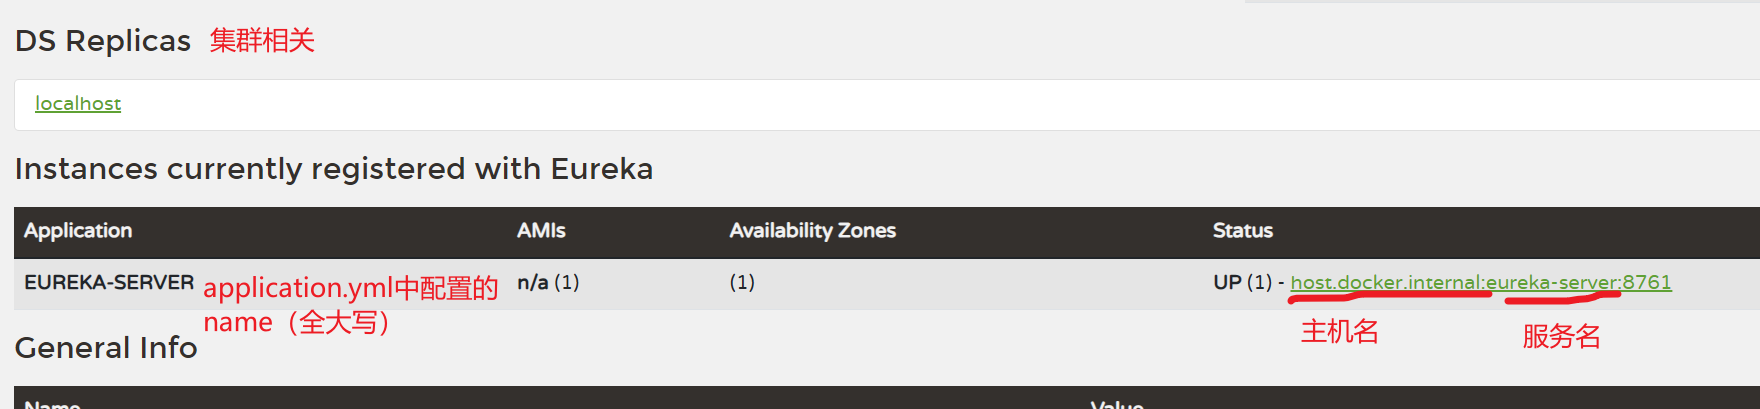 DS Replicas 集群相关
localhost
Instances currently registered with Eureka
Application AMIs Availability Zones Status
EUREKA-SERVER application.yml中配置的 n/a (1) (1) UP (1) - host.docker.internal:eureka-server:8761
name（全大写） 主机名 服务名
General Info
Name Value